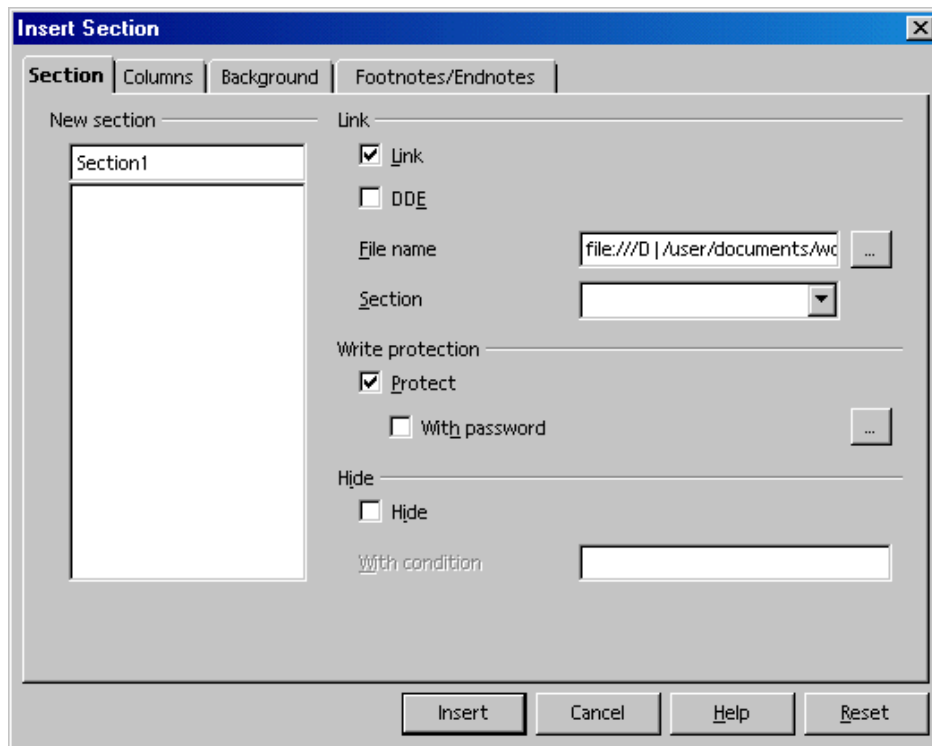 Insert Section
Section Columns Background Footnotes/Endnotes
New section
Section1
Link
Link
DDE
File name file:///D|/user/documents/wo ...
Section
Write protection
Protect
With password ...
Hide
Hide
With condition
Insert Cancel Help Reset